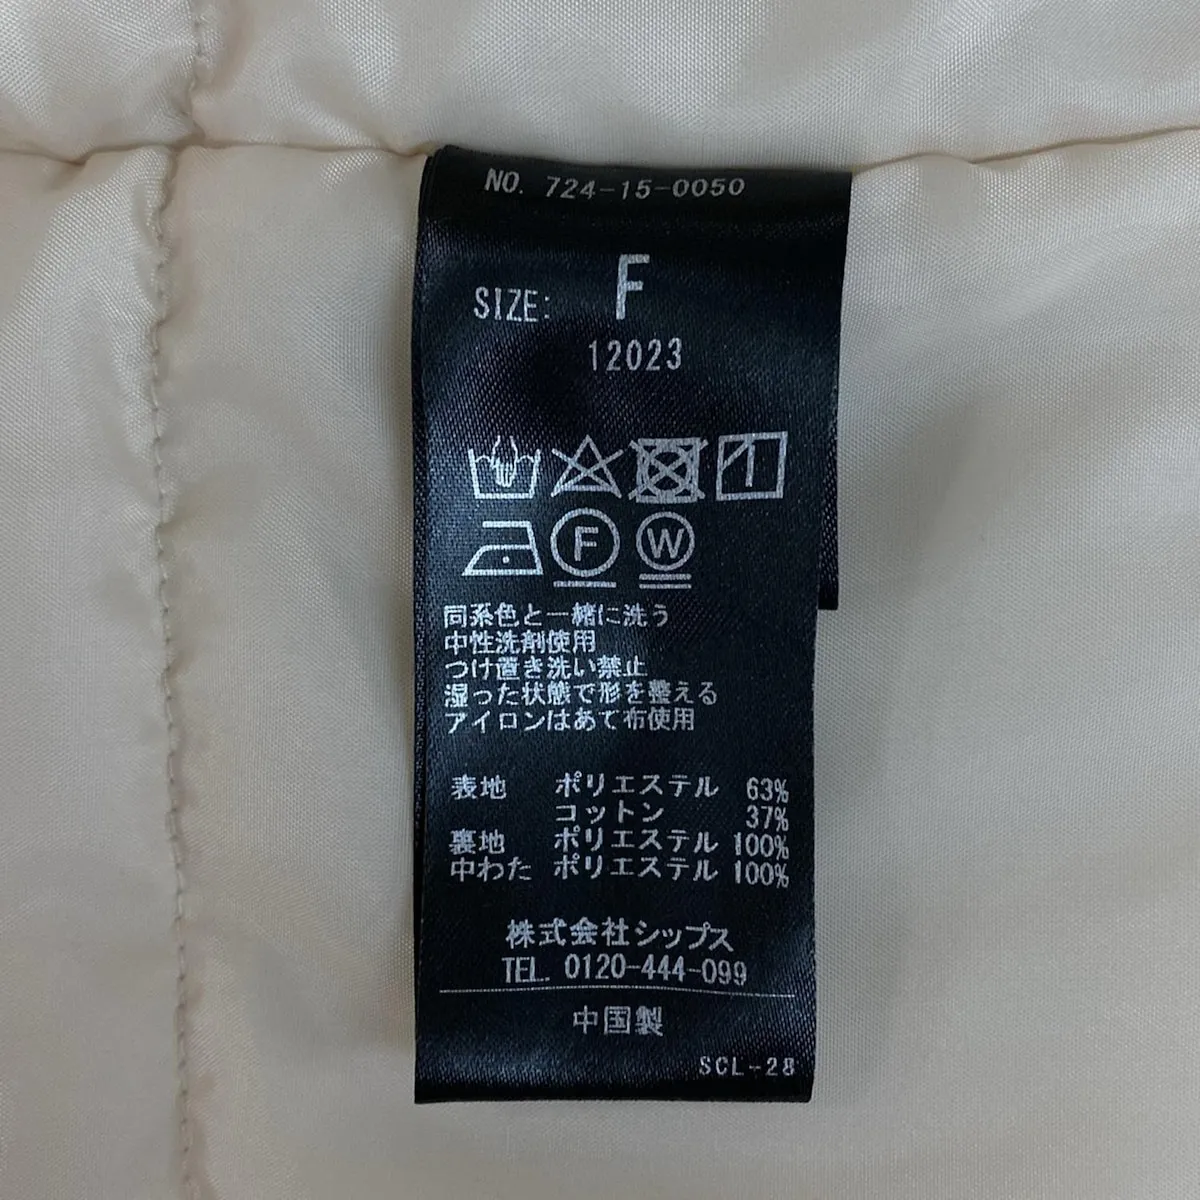 NO. 724-15-0050
SIZE: F
12023
F W
同系色と一緒に洗う
中性洗剤使用
つけ置き洗い禁止
湿った状態で形を整える
アイロンはあて布使用
表地 ポリエステル 63%
コットン 37%
裏地 ポリエステル 100%
中わた ポリエステル 100%
株式会社シップス
TEL. 0120-444-099
中国製
SCL-28